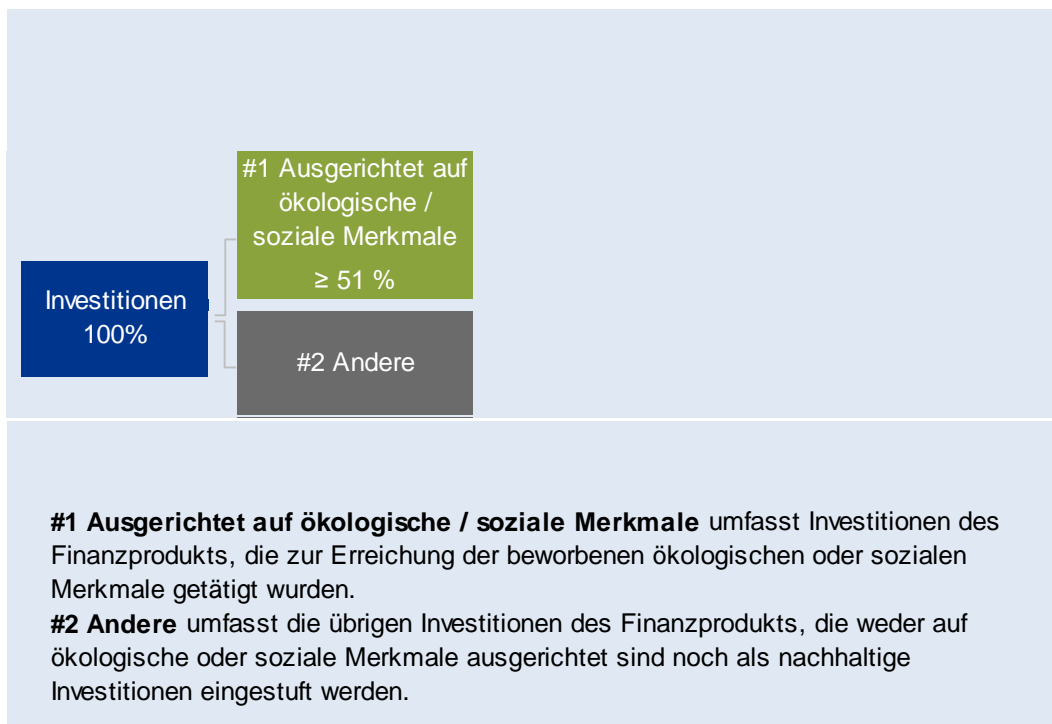 #1 Ausgerichtet auf
ökologische /
soziale Merkmale
≥ 51 %
Investitionen
100%
#2 Andere
#1 Ausgerichtet auf ökologische / soziale Merkmale umfasst Investitionen des
Finanzprodukts, die zur Erreichung der beworbenen ökologischen oder sozialen
Merkmale getätigt wurden.
#2 Andere umfasst die übrigen Investitionen des Finanzprodukts, die weder auf
ökologische oder soziale Merkmale ausgerichtet sind noch als nachhaltige
Investitionen eingestuft werden.